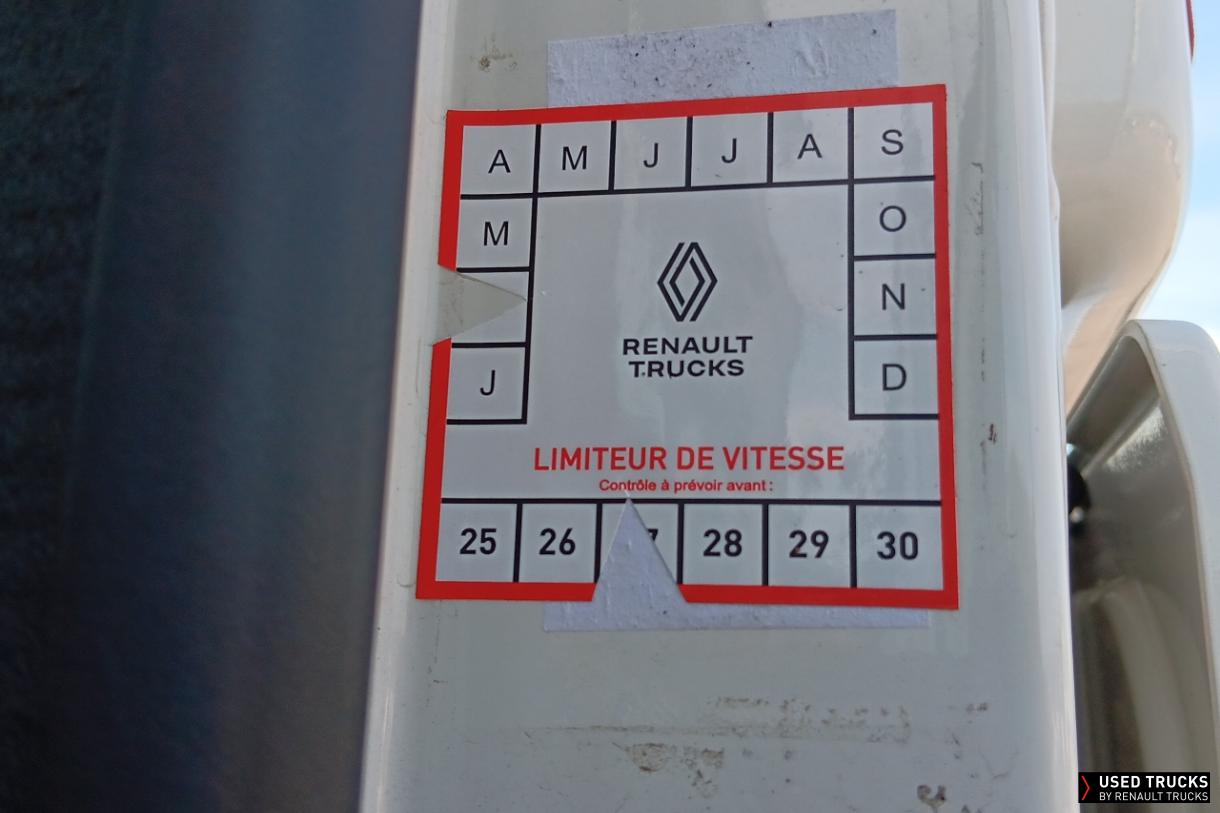 A M J J A S
M O
N
J D
RENAULT
TRUCKS
LIMITEUR DE VITESSE
Contrôle à prévoir avant :
25 26 28 29 30
USED TRUCKS
BY RENAULT TRUCKS